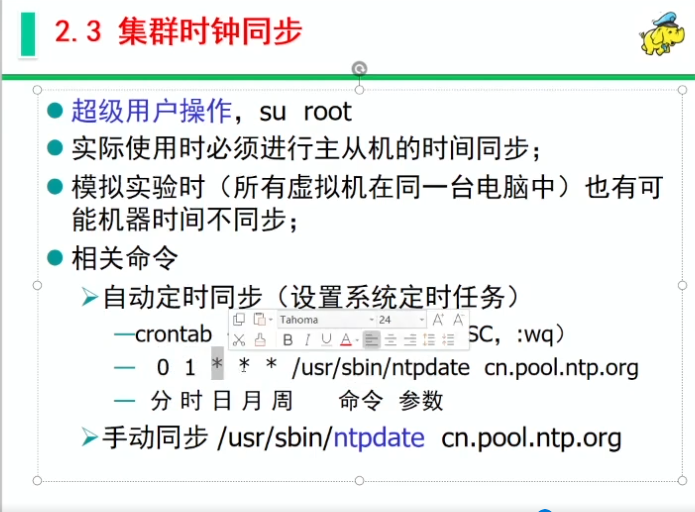 2.3 集群时钟同步
超级用户操作，su root
实际使用时必须进行主从机的时间同步；
模拟实验时（所有虚拟机在同一台电脑中）也有可
能机器时间不同步；
相关命令
自动定时同步（设置系统定时任务）
Tahoma 24 A A
—crontab SC，:wq）
B I U A
— 0 1 * * * /usr/sbin/ntpdate cn.pool.ntp.org
— 分 时 日 月 周 命令 参数
手动同步 /usr/sbin/ntpdate cn.pool.ntp.org